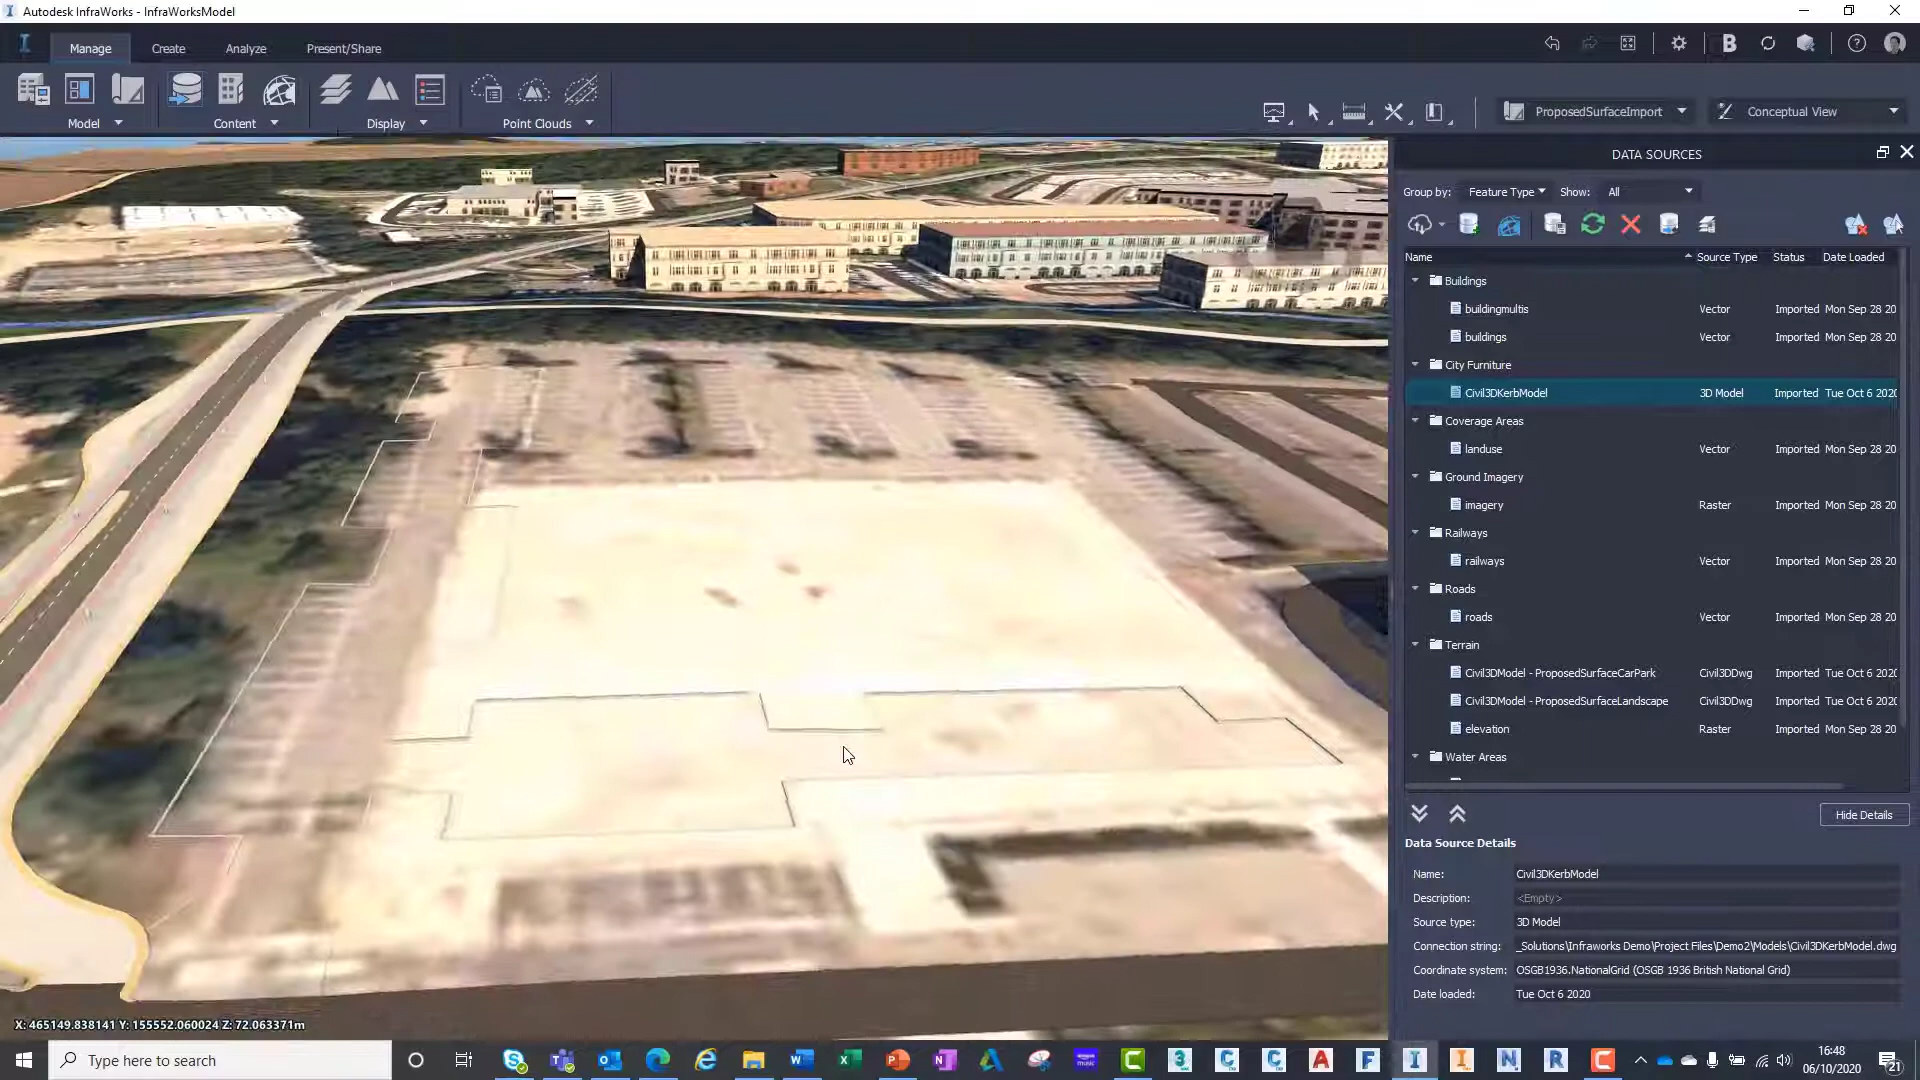 Autodesk InfraWorks - InfraWorksModel
Manage Create Analyze Present/Share
Model Content Display Point Clouds
ProposedSurfaceImport Conceptual View
DATA SOURCES
Group by: Feature Type Show: All
Name Source Type Status Date Loaded
Buildings
buildingmultis Vector Imported Mon Sep 28 20
buildings Vector Imported Mon Sep 28 20
City Furniture
Civil3DKerbModel 3D Model Imported Tue Oct 6 2020
Coverage Areas
landuse Vector Imported Mon Sep 28 20
Ground Imagery
imagery Raster Imported Mon Sep 28 20
Railways
railways Vector Imported Mon Sep 28 20
Roads
roads Vector Imported Mon Sep 28 20
Terrain
Civil3DModel - ProposedSurfaceCarPark Civil3DDwg Imported Tue Oct 6 2020
Civil3DModel - ProposedSurfaceLandscape Civil3DDwg Imported Tue Oct 6 2020
elevation Raster Imported Mon Sep 28 20
Water Areas
Hide Details
Data Source Details
Name: Civil3DKerbModel
Description: <Empty>
Source type: 3D Model
Connection string: _Solutions\Infraworks Demo\Project Files\Demo2\Models\Civil3DKerbModel.dwg
Coordinate system: OSGB1936.NationalGrid (OSGB 1936 British National Grid)
Date loaded: Tue Oct 6 2020
X: 465149.838141 Y: 155552.060024 Z: 72.063371m
Type here to search
16:48
06/10/2020
21